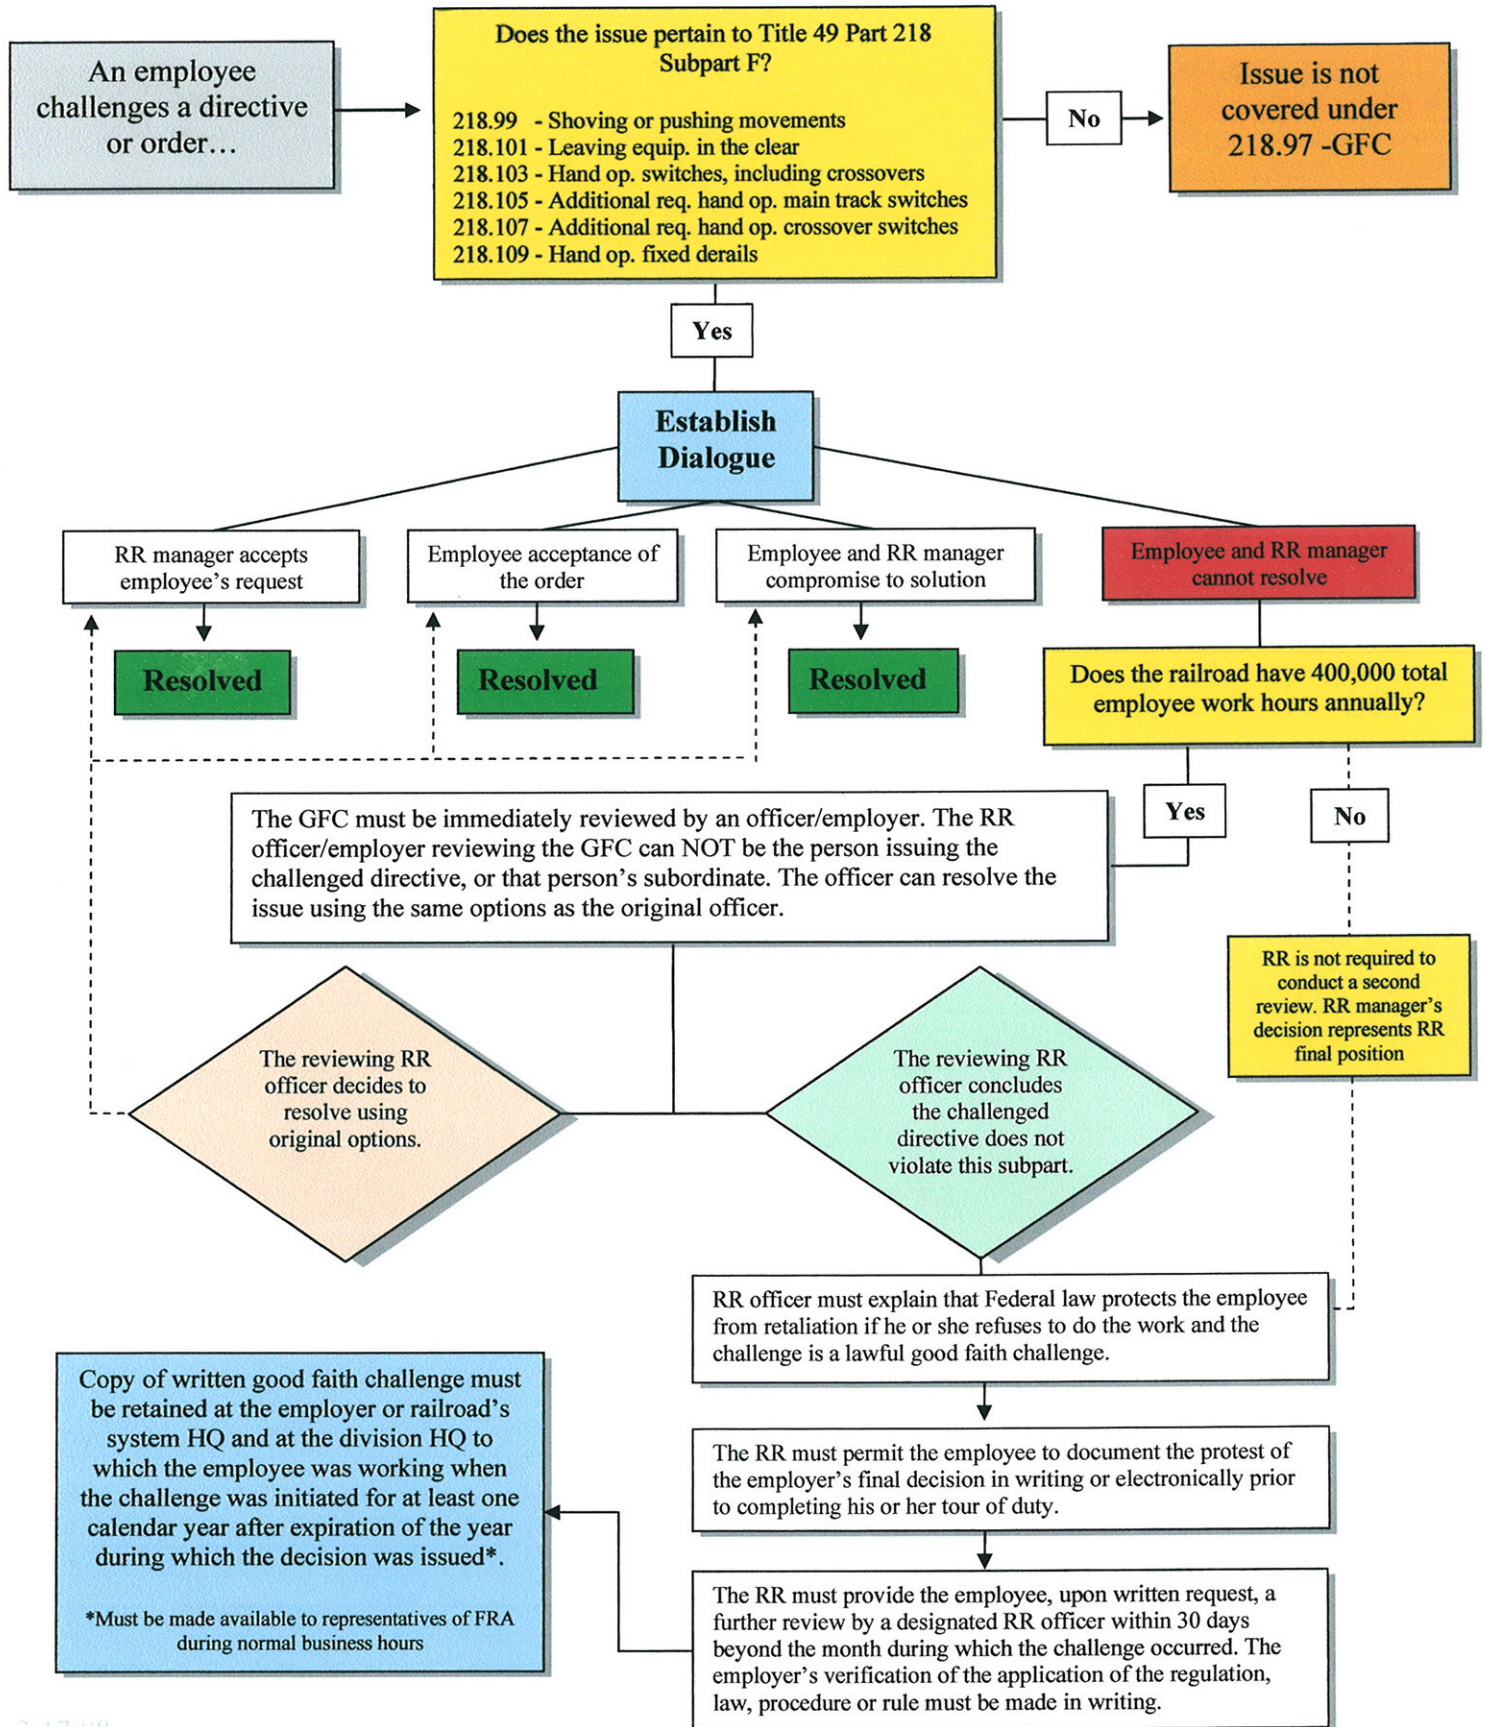 An employee
challenges a directive
or order…
Does the issue pertain to Title 49 Part 218
Subpart F?
218.99 - Shoving or pushing movements
218.101 - Leaving equip. in the clear
218.103 - Hand op. switches, including crossovers
218.105 - Additional req. hand op. main track switches
218.107 - Additional req. hand op. crossover switches
218.109 - Hand op. fixed derails
No
Issue is not
covered under
218.97 -GFC
Yes
Establish
Dialogue
RR manager accepts
employee’s request
Employee acceptance of
the order
Employee and RR manager
compromise to solution
Employee and RR manager
cannot resolve
Resolved
Resolved
Resolved
Does the railroad have 400,000 total
employee work hours annually?
Yes
No
The GFC must be immediately reviewed by an officer/employer. The RR
officer/employer reviewing the GFC can NOT be the person issuing the
challenged directive, or that person’s subordinate. The officer can resolve the
issue using the same options as the original officer.
RR is not required to
conduct a second
review. RR manager’s
decision represents RR
final position
The reviewing RR
officer decides to
resolve using
original options.
The reviewing RR
officer concludes
the challenged
directive does not
violate this subpart.
RR officer must explain that Federal law protects the employee
from retaliation if he or she refuses to do the work and the
challenge is a lawful good faith challenge.
The RR must permit the employee to document the protest of
the employer’s final decision in writing or electronically prior
to completing his or her tour of duty.
The RR must provide the employee, upon written request, a
further review by a designated RR officer within 30 days
beyond the month during which the challenge occurred. The
employer’s verification of the application of the regulation,
law, procedure or rule must be made in writing.
Copy of written good faith challenge must
be retained at the employer or railroad’s
system HQ and at the division HQ to
which the employee was working when
the challenge was initiated for at least one
calendar year after expiration of the year
during which the decision was issued*.
*Must be made available to representatives of FRA
during normal business hours